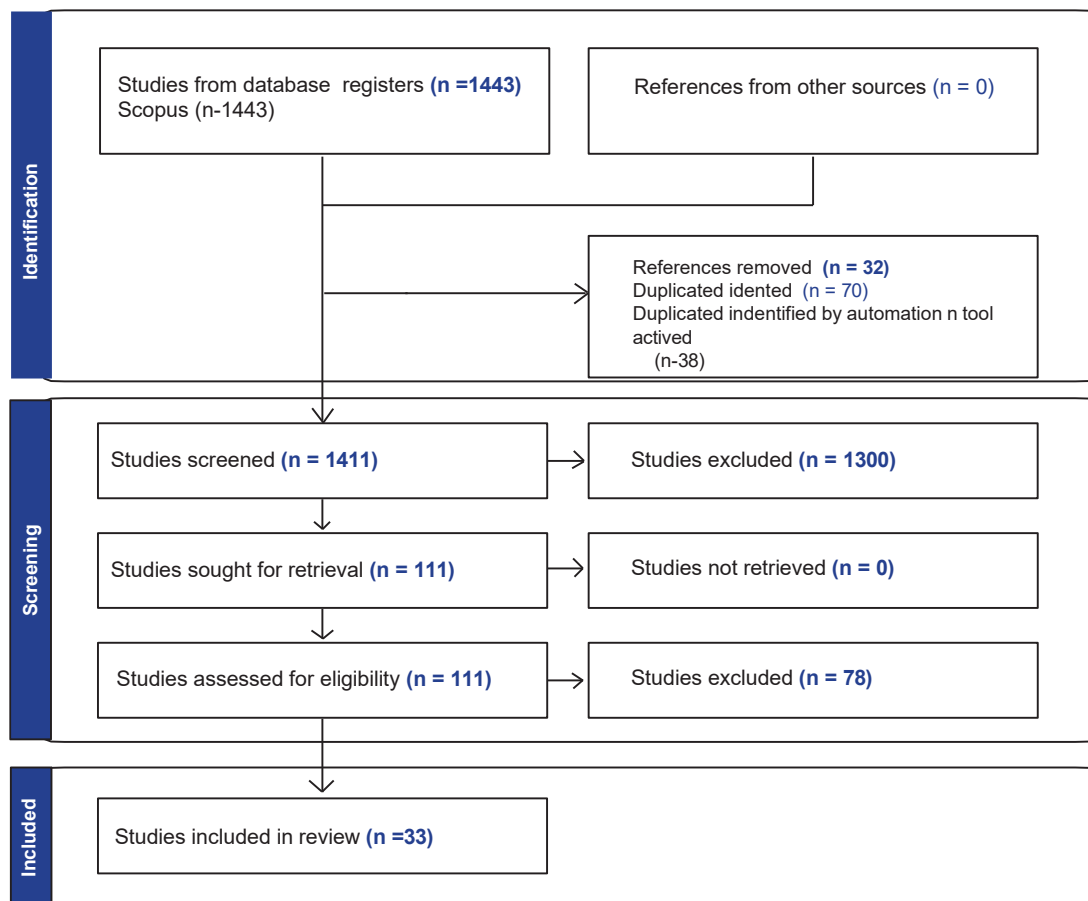 Identification
Studies from database registers (n =1443)
Scopus (n-1443)
References from other sources (n = 0)
References removed (n = 32)
Duplicated idented (n = 70)
Duplicated indentified by automation n tool
actived
(n-38)
Screening
Studies screened (n = 1411)
Studies excluded (n = 1300)
Studies sought for retrieval (n = 111)
Studies not retrieved (n = 0)
Studies assessed for eligibility (n = 111)
Studies excluded (n = 78)
Included
Studies included in review (n =33)